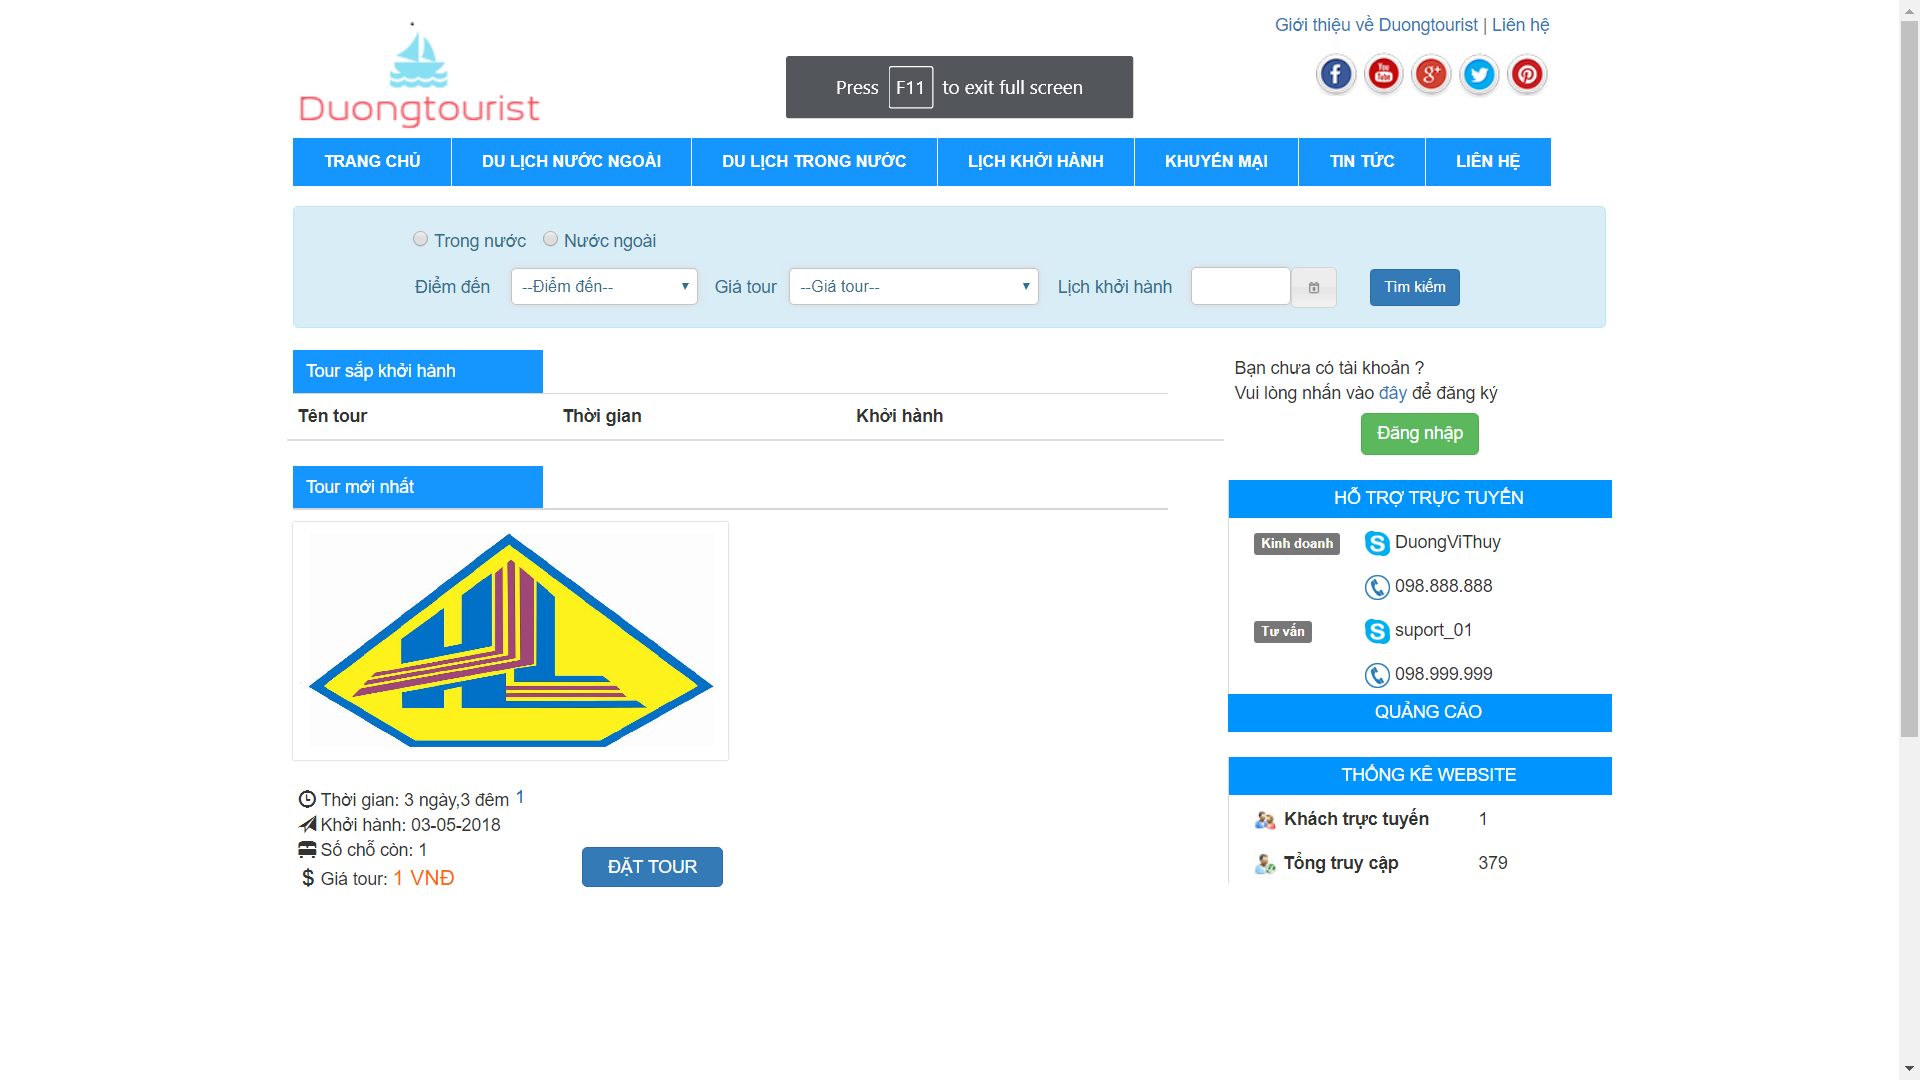 Giới thiệu về Duongtourist | Liên hệ
Duongtourist
Press F11 to exit full screen
TRANG CHỦ DU LỊCH NƯỚC NGOÀI DU LỊCH TRONG NƯỚC LỊCH KHỞI HÀNH KHUYẾN MẠI TIN TỨC LIÊN HỆ
Trong nước Nước ngoài
Điểm đến --Điểm đến-- Giá tour --Giá tour-- Lịch khởi hành Tìm kiếm
Tour sắp khởi hành
Tên tour Thời gian Khởi hành
Tour mới nhất
HL
Thời gian: 3 ngày,3 đêm 1
Khởi hành: 03-05-2018
Số chỗ còn: 1
$ Giá tour: 1 VNĐ
ĐẶT TOUR
Bạn chưa có tài khoản ?
Vui lòng nhấn vào đây để đăng ký
Đăng nhập
HỖ TRỢ TRỰC TUYẾN
Kinh doanh DuongViThuy
098.888.888
Tư vấn suport_01
098.999.999
QUẢNG CÁO
THỐNG KÊ WEBSITE
Khách trực tuyến 1
Tổng truy cập 379